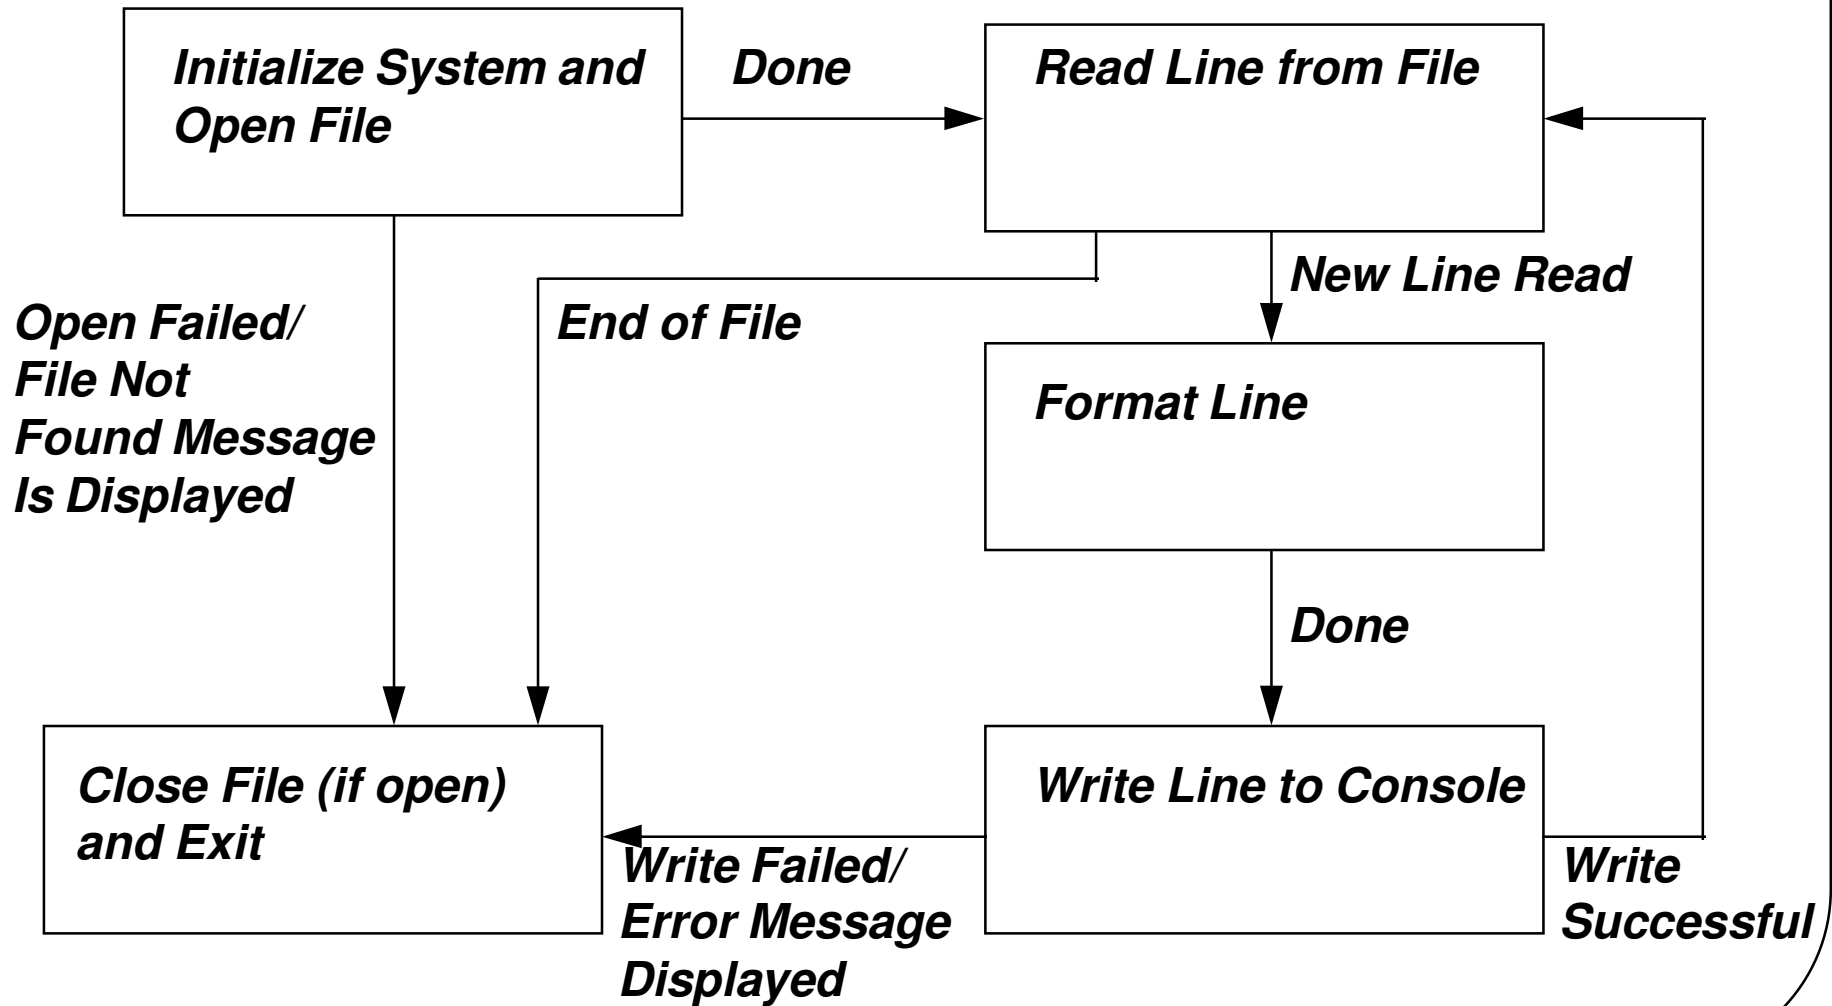 Initialize System and
Open File
Done
Read Line from File
New Line Read
Open Failed/
File Not
Found Message
Is Displayed
End of File
Format Line
Done
Close File (if open)
and Exit
Write Line to Console
Write Failed/
Error Message
Displayed
Write
Successful